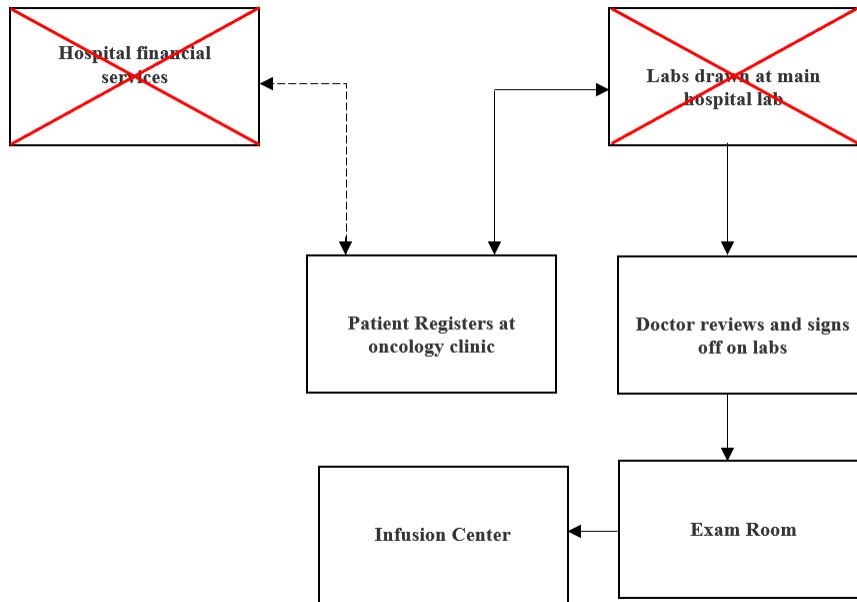 Hospital financial
services
Labs drawn at main
hospital lab
Patient Registers at
oncology clinic
Doctor reviews and signs
off on labs
Infusion Center
Exam Room